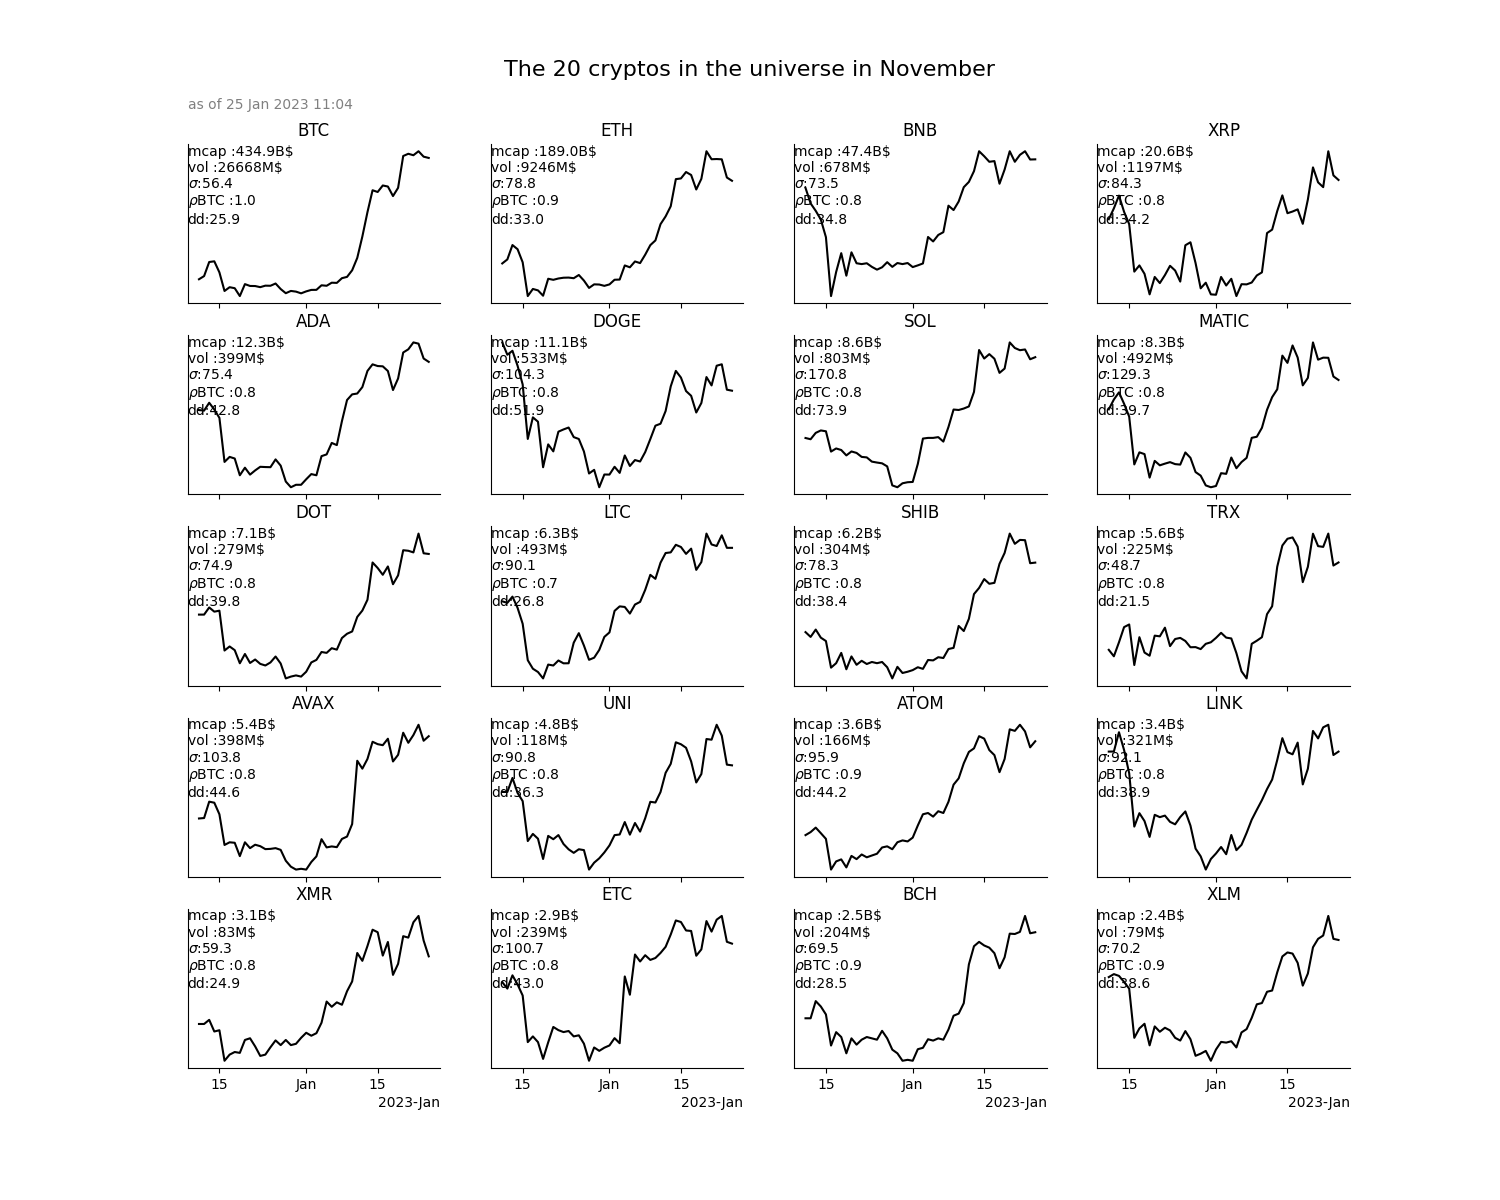 The 20 cryptos in the universe in November
as of 25 Jan 2023 11:04
BTC
mcap :434.9B$
vol :26668M$
σ:56.4
ρBTC :1.0
dd:25.9
ETH
mcap :189.0B$
vol :9246M$
σ:78.8
ρBTC :0.9
dd:33.0
BNB
mcap :47.4B$
vol :678M$
σ:73.5
ρBTC :0.8
dd:34.8
XRP
mcap :20.6B$
vol :1197M$
σ:84.3
ρBTC :0.8
dd:34.2
ADA
mcap :12.3B$
vol :399M$
σ:75.4
ρBTC :0.8
dd:42.8
DOGE
mcap :11.1B$
vol :533M$
σ:104.3
ρBTC :0.8
dd:51.9
SOL
mcap :8.6B$
vol :803M$
σ:170.8
ρBTC :0.8
dd:73.9
MATIC
mcap :8.3B$
vol :492M$
σ:129.3
ρBTC :0.8
dd:39.7
DOT
mcap :7.1B$
vol :279M$
σ:74.9
ρBTC :0.8
dd:39.8
LTC
mcap :6.3B$
vol :493M$
σ:90.1
ρBTC :0.7
dd:26.8
SHIB
mcap :6.2B$
vol :304M$
σ:78.3
ρBTC :0.8
dd:38.4
TRX
mcap :5.6B$
vol :225M$
σ:48.7
ρBTC :0.8
dd:21.5
AVAX
mcap :5.4B$
vol :398M$
σ:103.8
ρBTC :0.8
dd:44.6
UNI
mcap :4.8B$
vol :118M$
σ:90.8
ρBTC :0.8
dd:36.3
ATOM
mcap :3.6B$
vol :166M$
σ:95.9
ρBTC :0.9
dd:44.2
LINK
mcap :3.4B$
vol :321M$
σ:92.1
ρBTC :0.8
dd:38.9
XMR
mcap :3.1B$
vol :83M$
σ:59.3
ρBTC :0.8
dd:24.9
15 Jan 15
2023-Jan
ETC
mcap :2.9B$
vol :239M$
σ:100.7
ρBTC :0.8
dd:43.0
15 Jan 15
2023-Jan
BCH
mcap :2.5B$
vol :204M$
σ:69.5
ρBTC :0.9
dd:28.5
15 Jan 15
2023-Jan
XLM
mcap :2.4B$
vol :79M$
σ:70.2
ρBTC :0.9
dd:38.6
15 Jan 15
2023-Jan